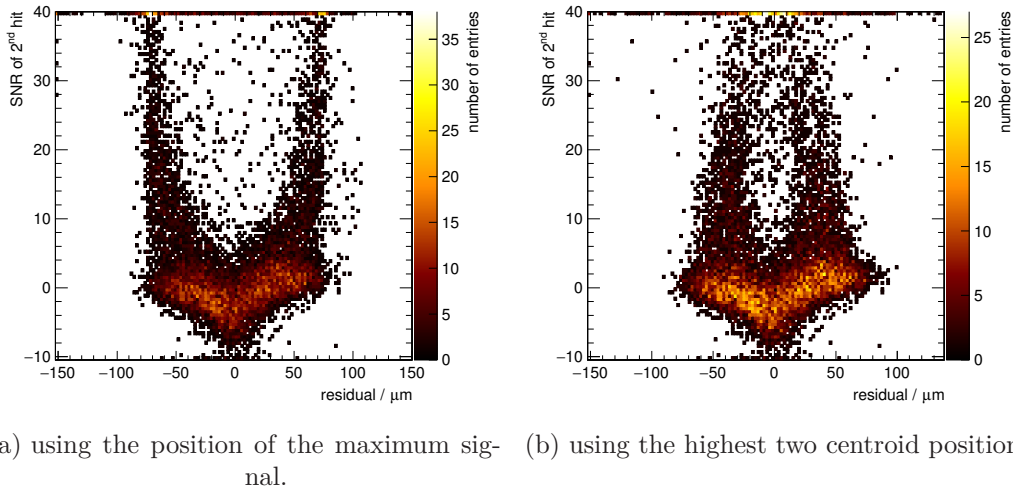 40
30
20
10
0
−10
SNR of 2nd hit
−150 −100 −50 0 50 100 150
residual / μm
35
30
25
20
15
10
5
0
number of entries
40
30
20
10
0
−10
SNR of 2nd hit
−150 −100 −50 0 50 100
residual / μm
25
20
15
10
5
0
number of entries
a) using the position of the maximum sig-
nal.
(b) using the highest two centroid position